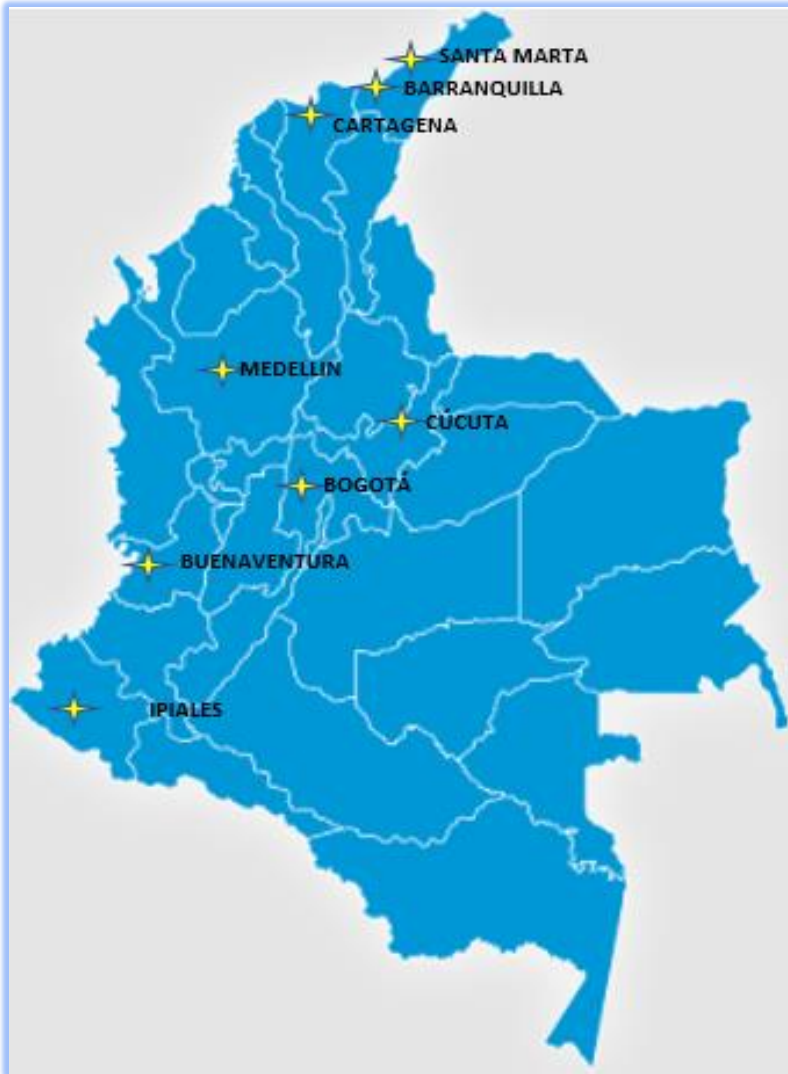 SANTA MARTA
BARRANQUILLA
CARTAGENA
MEDELLIN
CÚCUTA
BOGOTÁ
BUENAVENTURA
IPIALES